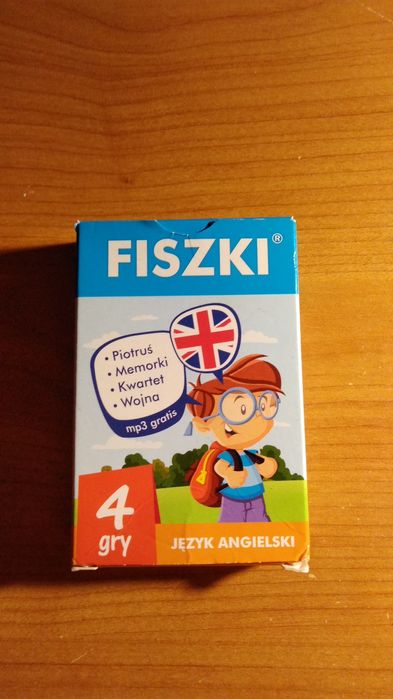 FISZKI®
• Piotruś
• Memorki
• Kwartet
• Wojna
mp3 gratis
4
gry
JĘZYK ANGIELSKI